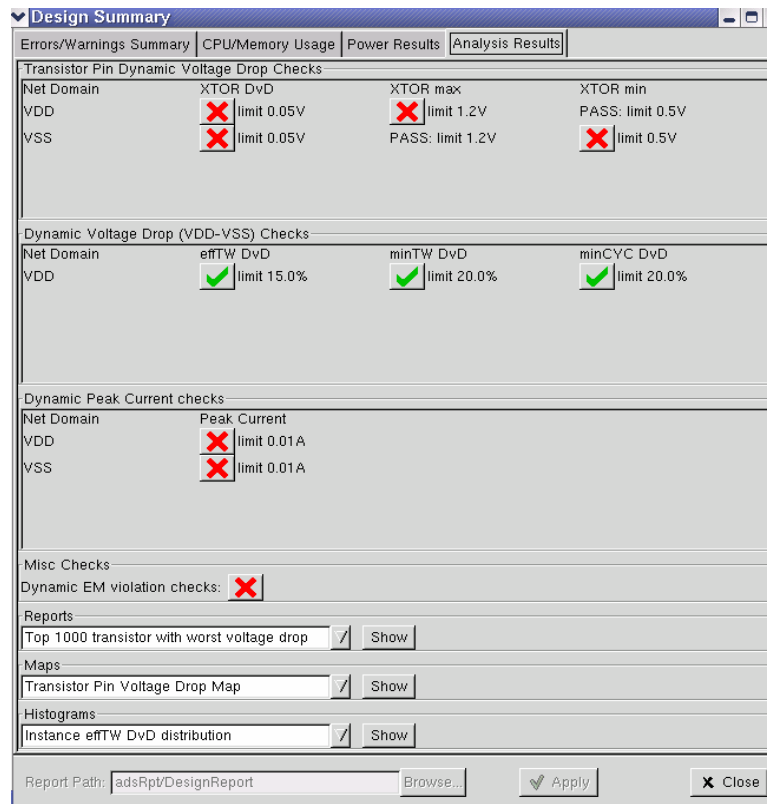 Design Summary
Errors/Warnings Summary CPU/Memory Usage Power Results Analysis Results
Transistor Pin Dynamic Voltage Drop Checks
Net Domain XTOR DvD XTOR max XTOR min
VDD limit 0.05V limit 1.2V PASS: limit 0.5V
VSS limit 0.05V PASS: limit 1.2V limit 0.5V
Dynamic Voltage Drop (VDD-VSS) Checks
Net Domain effTW DvD minTW DvD minCYC DvD
VDD limit 15.0% limit 20.0% limit 20.0%
Dynamic Peak Current checks
Net Domain Peak Current
VDD limit 0.01A
VSS limit 0.01A
Misc Checks
Dynamic EM violation checks:
Reports
Top 1000 transistor with worst voltage drop Show
Maps
Transistor Pin Voltage Drop Map Show
Histograms
Instance effTW DvD distribution Show
Report Path: adsRpt/DesignReport Browse... Apply Close